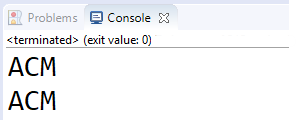 Problems Console
<terminated> (exit value: 0)
ACM
ACM